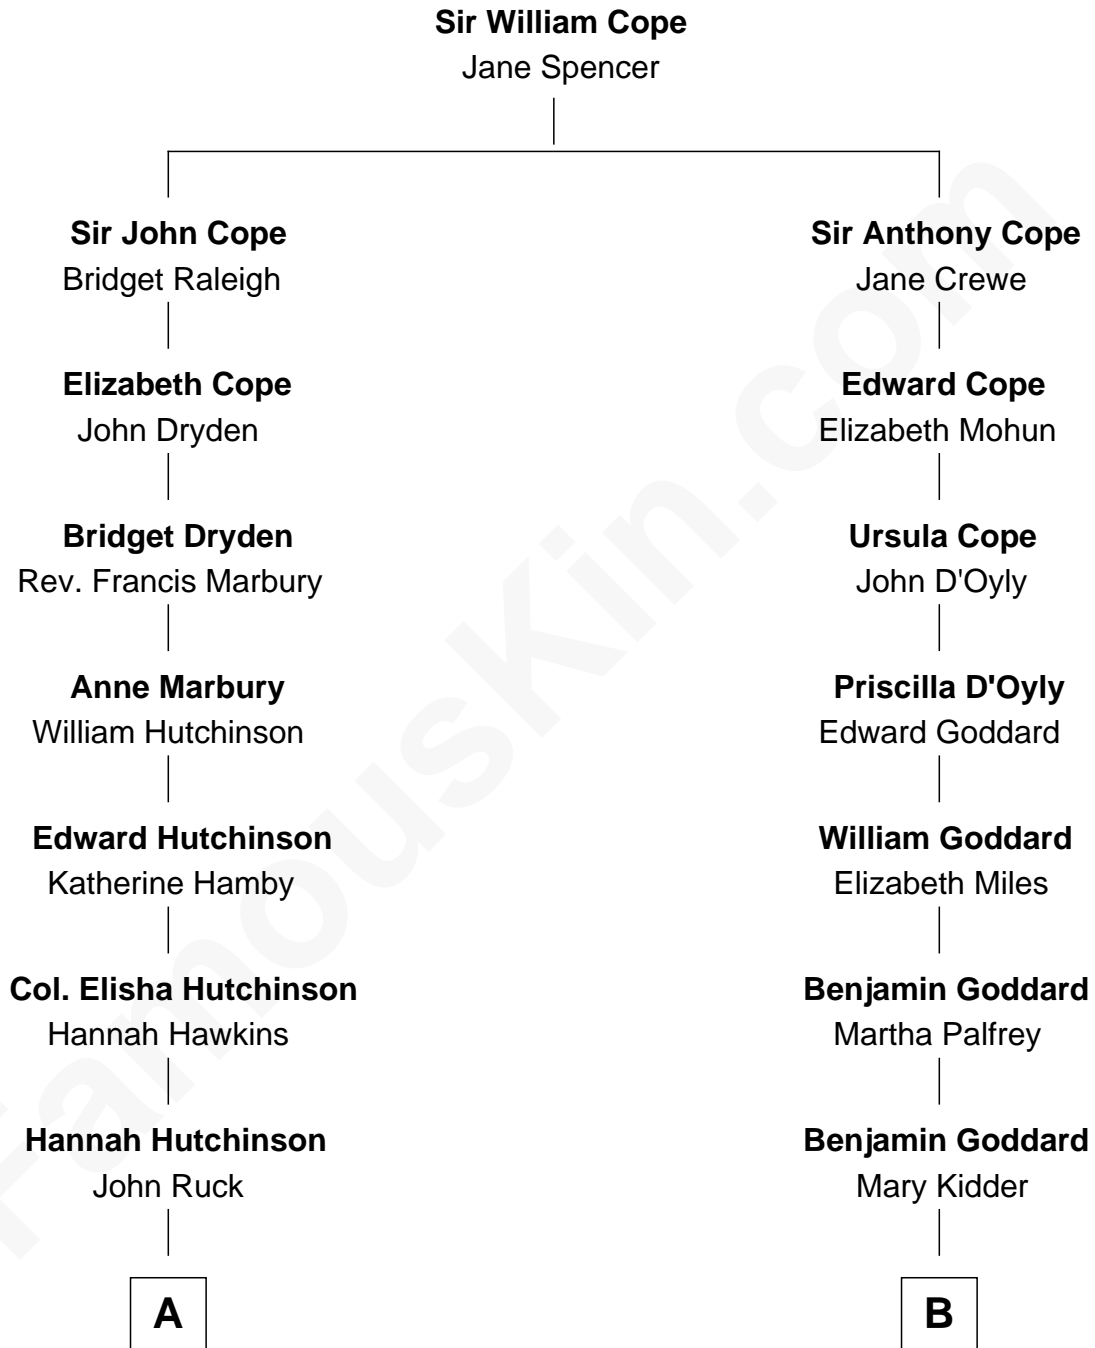 Sir William Cope
Jane Spencer
Sir John Cope
Bridget Raleigh
Elizabeth Cope
John Dryden
Bridget Dryden
Rev. Francis Marbury
Anne Marbury
William Hutchinson
Edward Hutchinson
Katherine Hamby
Col. Elisha Hutchinson
Hannah Hawkins
Hannah Hutchinson
John Ruck
A
Sir Anthony Cope
Jane Crewe
Edward Cope
Elizabeth Mohun
Ursula Cope
John D'Oyly
Priscilla D'Oyly
Edward Goddard
William Goddard
Elizabeth Miles
Benjamin Goddard
Martha Palfrey
Benjamin Goddard
Mary Kidder
B
FamousKin.com